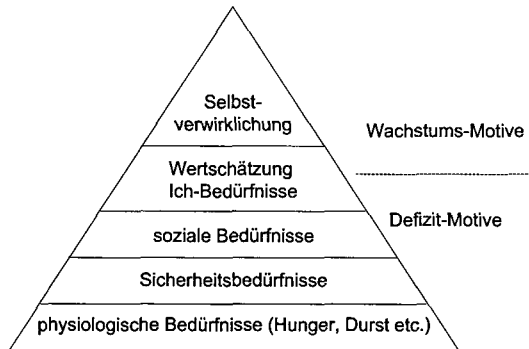 Selbst-
verwirklichung
Wachstums-Motive
Wertschätzung
Ich-Bedürfnisse
Defizit-Motive
soziale Bedürfnisse
Sicherheitsbedürfnisse
physiologische Bedürfnisse (Hunger, Durst etc.)